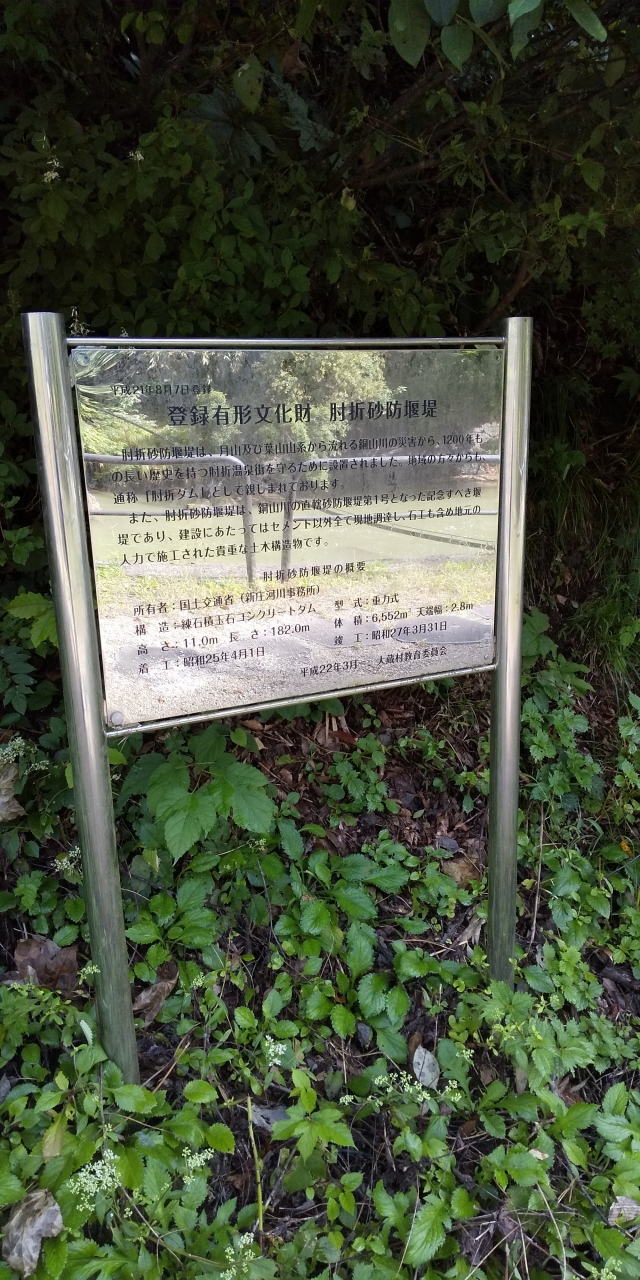 平成21年8月7日登録
登録有形文化財　肘折砂防堰堤
肘折砂防堰堤は、月山及び葉山山系から流れる銅山川の災害から、1200年も
の長い歴史を持つ肘折温泉街を守るために設置されました。地域の方々からも、
通称「肘折ダム」として親しまれております。
また、肘折砂防堰堤は、銅山川の直轄砂防堰堤第1号となった記念すべき堰
堤であり、建設にあたってはセメント以外全て現地調達し、石工も含め地元の
人力で施工された貴重な土木構造物です。
肘折砂防堰堤の概要
所有者：国土交通省（新庄河川事務所）
構　造：練石積玉石コンクリートダム　型　式：重力式
高　さ：11.0m　長　さ：182.0m　体　積：6,552m³　天端幅：2.8m
着　工：昭和25年4月1日　竣　工：昭和27年3月31日
平成22年3月　大蔵村教育委員会